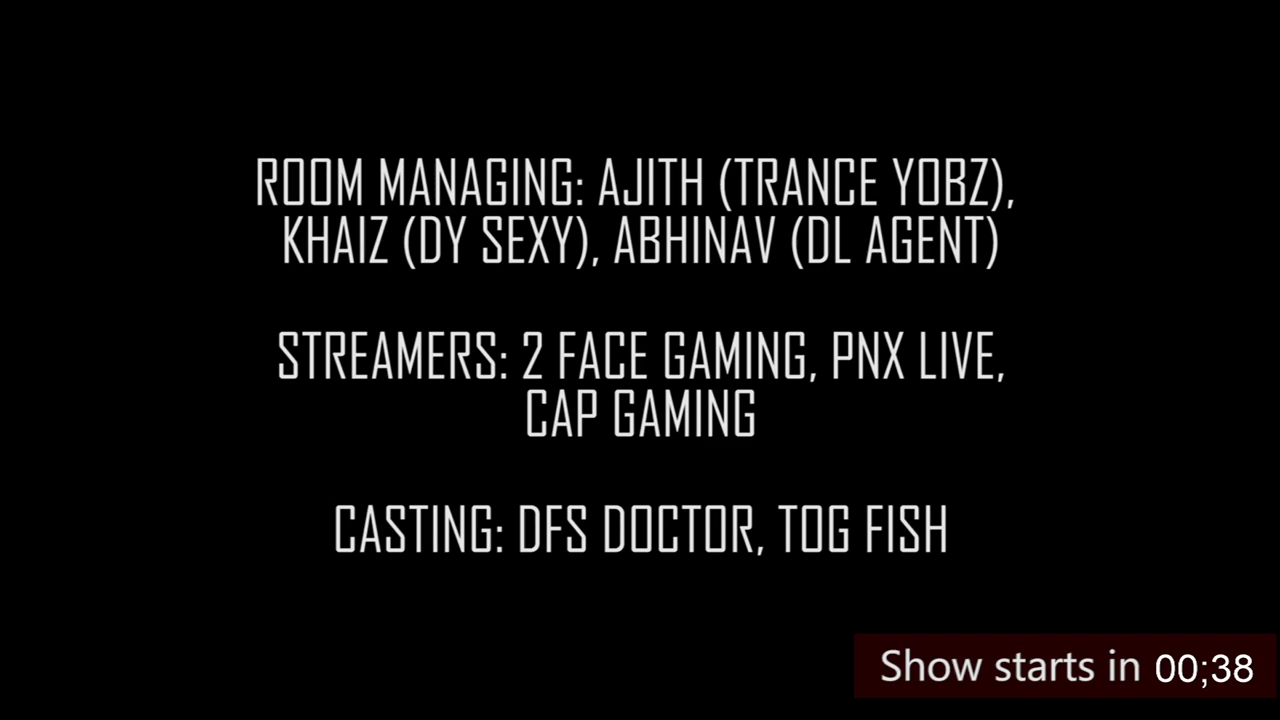 ROOM MANAGING: AJITH (TRANCE YOBZ),
KHAIZ (DY SEXY), ABHINAV (DL AGENT)
STREAMERS: 2 FACE GAMING, PNX LIVE,
CAP GAMING
CASTING: DFS DOCTOR, TOG FISH
Show starts in 00;38